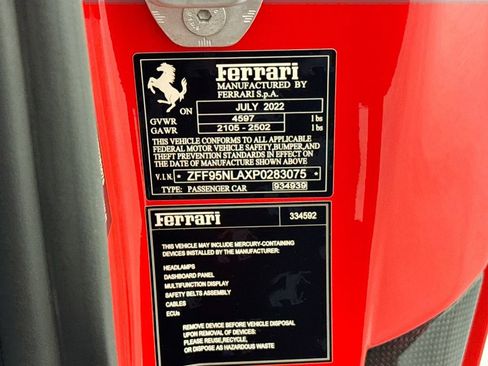 Ferrari
MANUFACTURED BY
FERRARI S.p.A.
ON JULY 2022
GVWR 4597 lbs
GAWR 2105 - 2502 lbs
THIS VEHICLE CONFORMS TO ALL APPLICABLE
FEDERAL MOTOR VEHICLE SAFETY, BUMPER, AND
THEFT PREVENTION STANDARDS IN EFFECT ON
THE DATE OF MANUFACTURE SHOWN ABOVE
V.I.N. * ZFF95NLAXP0283075 *
TYPE: PASSENGER CAR 934939
Ferrari 334592
THIS VEHICLE MAY INCLUDE MERCURY-CONTAINING
DEVICES INSTALLED BY THE MANUFACTURER:
HEADLAMPS
DASHBOARD PANEL
MULTIFUNCTION DISPLAY
SAFETY BELTS ASSEMBLY
CABLES
ECUs
REMOVE DEVICE BEFORE VEHICLE DISPOSAL
UPON REMOVAL OF DEVICES:
PLEASE REUSE,RECYCLE,
OR DISPOSE AS HAZARDOUS WASTE